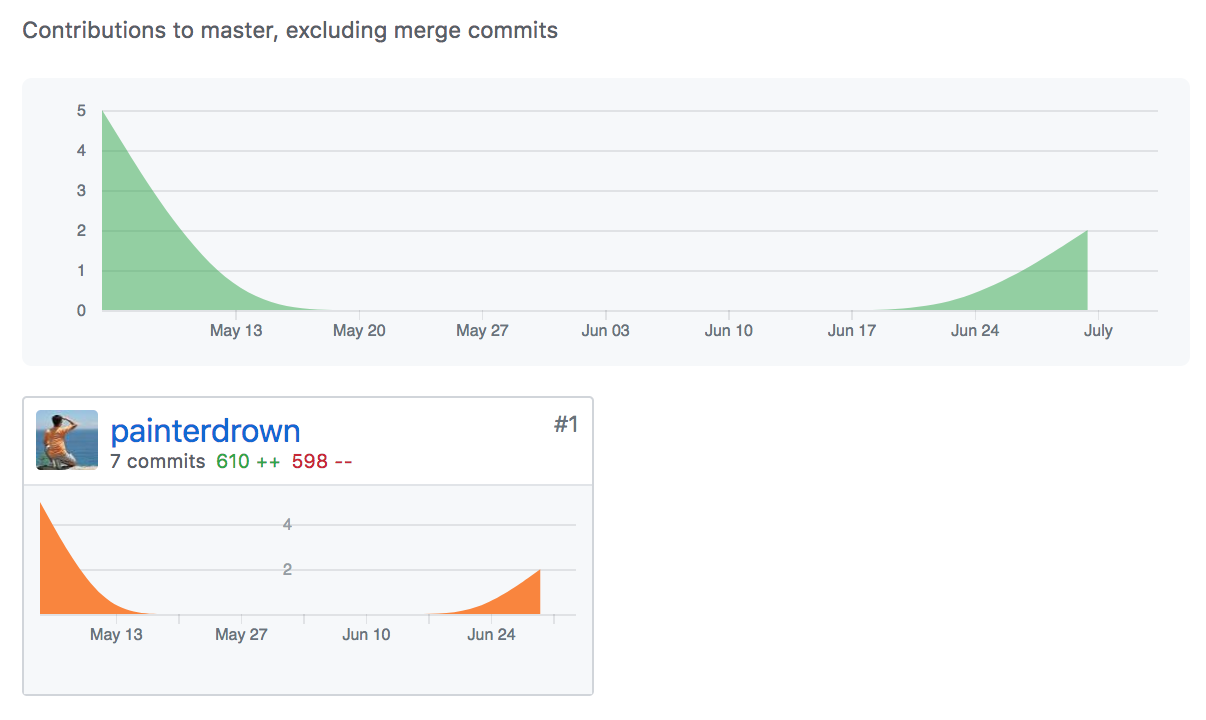 Contributions to master, excluding merge commits
5
4
3
2
1
0
May 13 May 20 May 27 Jun 03 Jun 10 Jun 17 Jun 24 July
painterdrown #1
7 commits 610 ++ 598 --
4
2
May 13 May 27 Jun 10 Jun 24